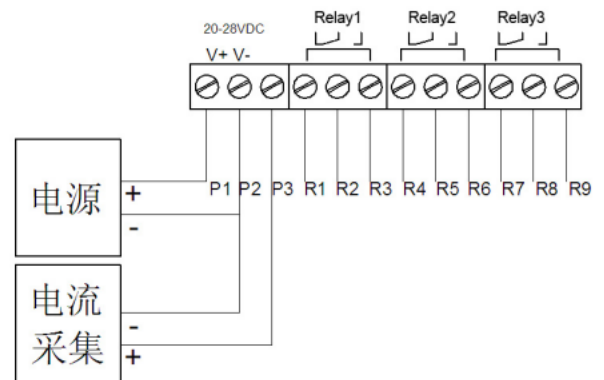 20-28VDC Relay1 Relay2 Relay3
V+ V-
P1 P2 P3 R1 R2 R3 R4 R5 R6 R7 R8 R9
电源
+
-
电流
采集
-
+